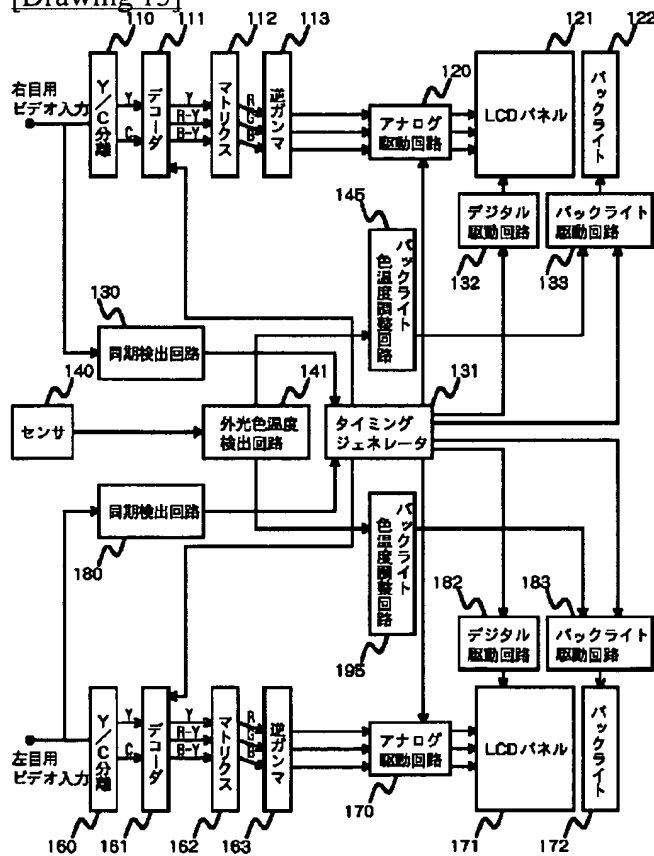 [Drawing 15]
110
111
112
113
121
122
右目用
ビデオ入力
Y/C分離
Y
C
デコーダ
Y
R-Y
B-Y
マトリクス
R
G
B
逆ガンマ
120
アナログ
駆動回路
LCDパネル
バックライト
145
バックライト
色温度調整回路
デジタル
駆動回路
132
バックライト
駆動回路
133
130
同期検出回路
140
センサ
141
外光色温度
検出回路
131
タイミング
ジェネレータ
同期検出回路
180
バックライト
色温度調整回路
195
182
デジタル
駆動回路
183
バックライト
駆動回路
左目用
ビデオ入力
Y/C分離
Y
C
デコーダ
Y
R-Y
B-Y
マトリクス
R
G
B
逆ガンマ
アナログ
駆動回路
170
LCDパネル
バックライト
160
161
162
163
171
172